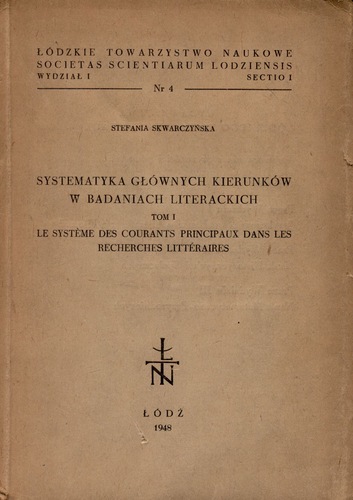 ŁÓDZKIE TOWARZYSTWO NAUKOWE
SOCIETAS SCIENTIARUM LODZIENSIS
WYDZIAŁ I SECTIO I
Nr 4
STEFANIA SKWARCZYŃSKA
SYSTEMATYKA GŁÓWNYCH KIERUNKÓW
W BADANIACH LITERACKICH
TOM I
LE SYSTÈME DES COURANTS PRINCIPAUX DANS LES
RECHERCHES LITTÉRAIRES
ŁTN
ŁÓDŹ
1948